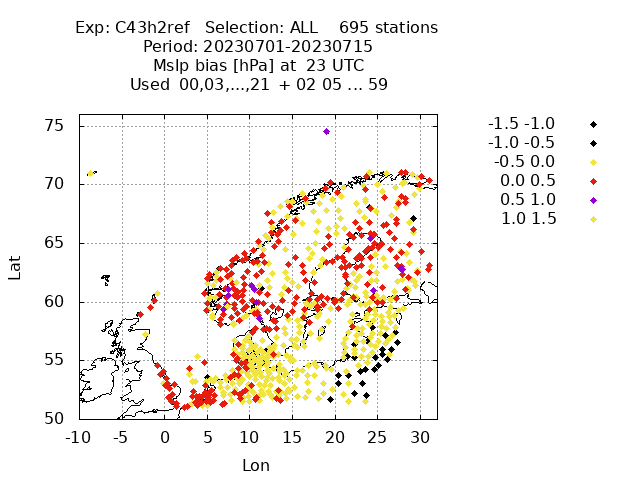 Exp: C43h2ref   Selection: ALL    695 stations
Period: 20230701-20230715
Mslp bias [hPa] at  23 UTC
Used  00,03,...,21  + 02 05 ... 59
-1.5 -1.0
-1.0 -0.5
-0.5 0.0
0.0 0.5
0.5 1.0
1.0 1.5
75
70
65
60
55
50
Lat
-10 -5 0 5 10 15 20 25 30
Lon